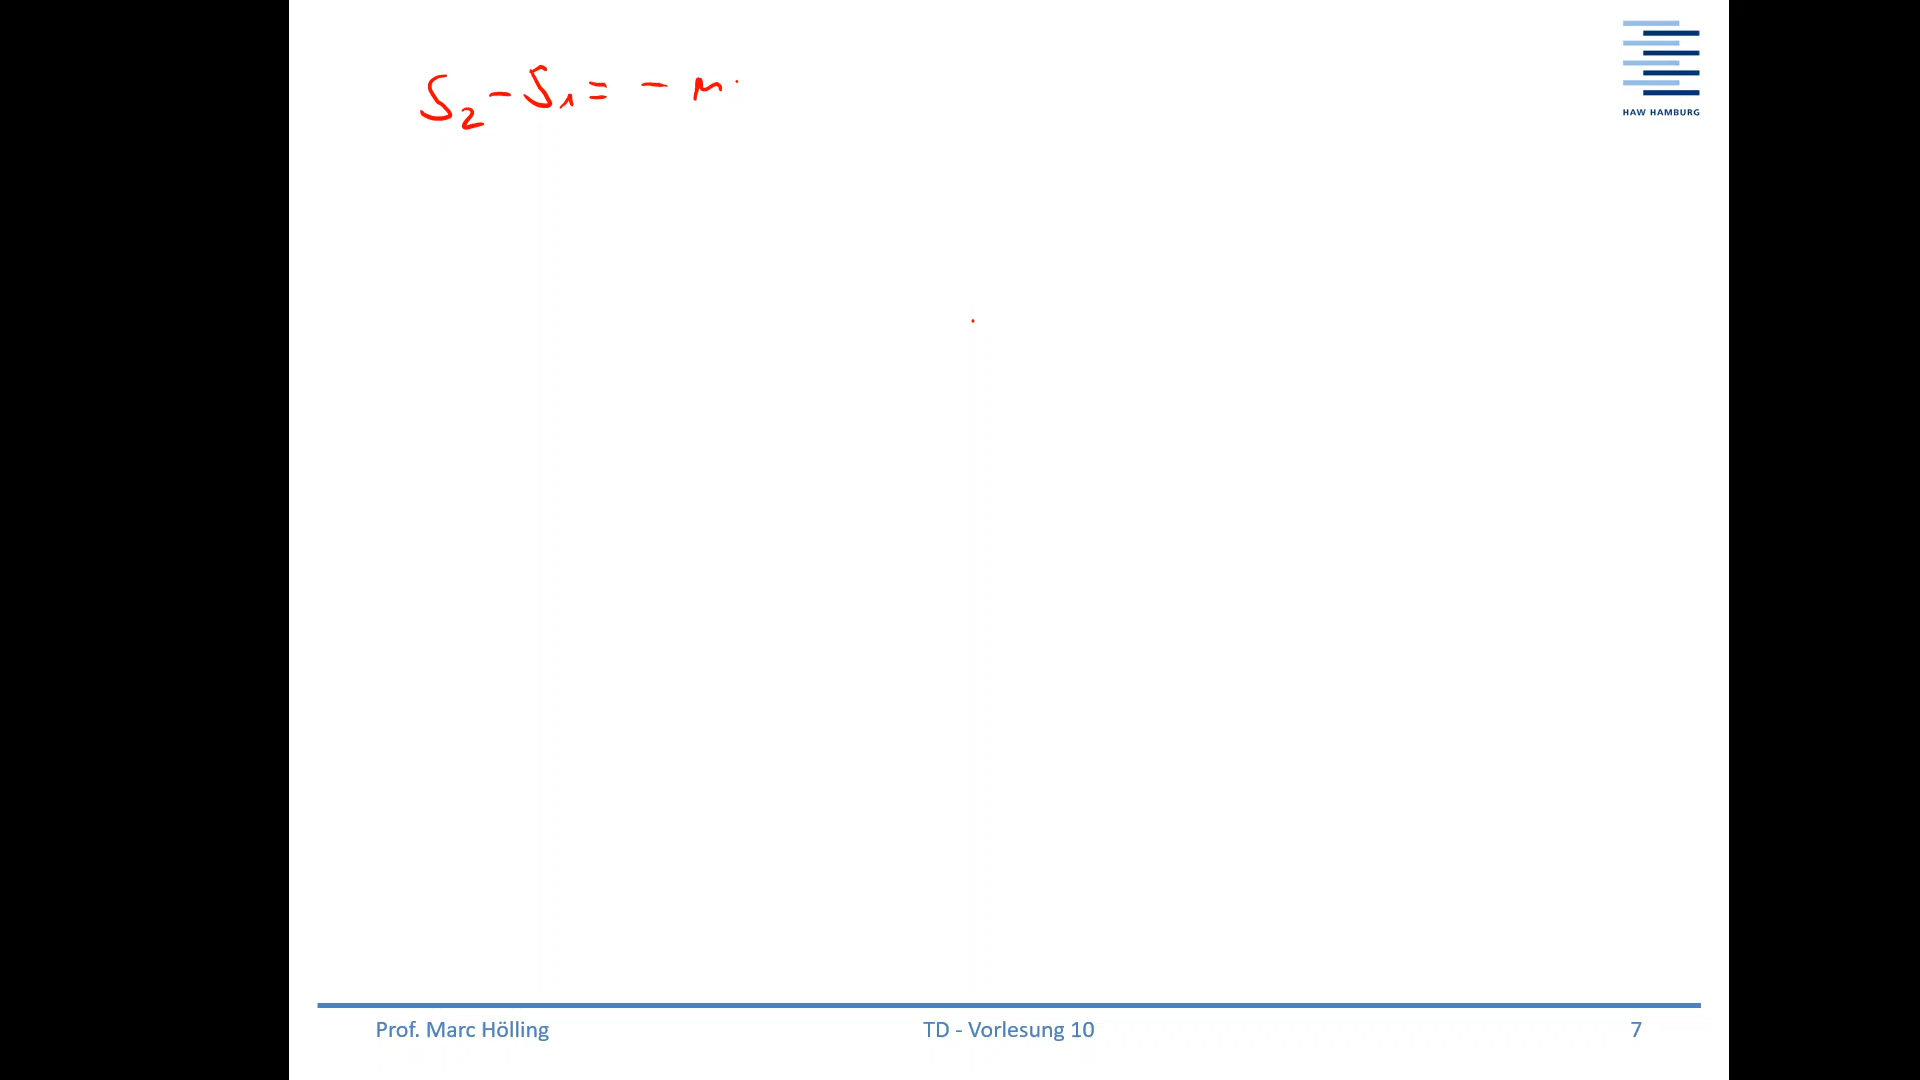 S₂ - S₁ = - m ·
HAW HAMBURG
Prof. Marc Hölling TD - Vorlesung 10 7